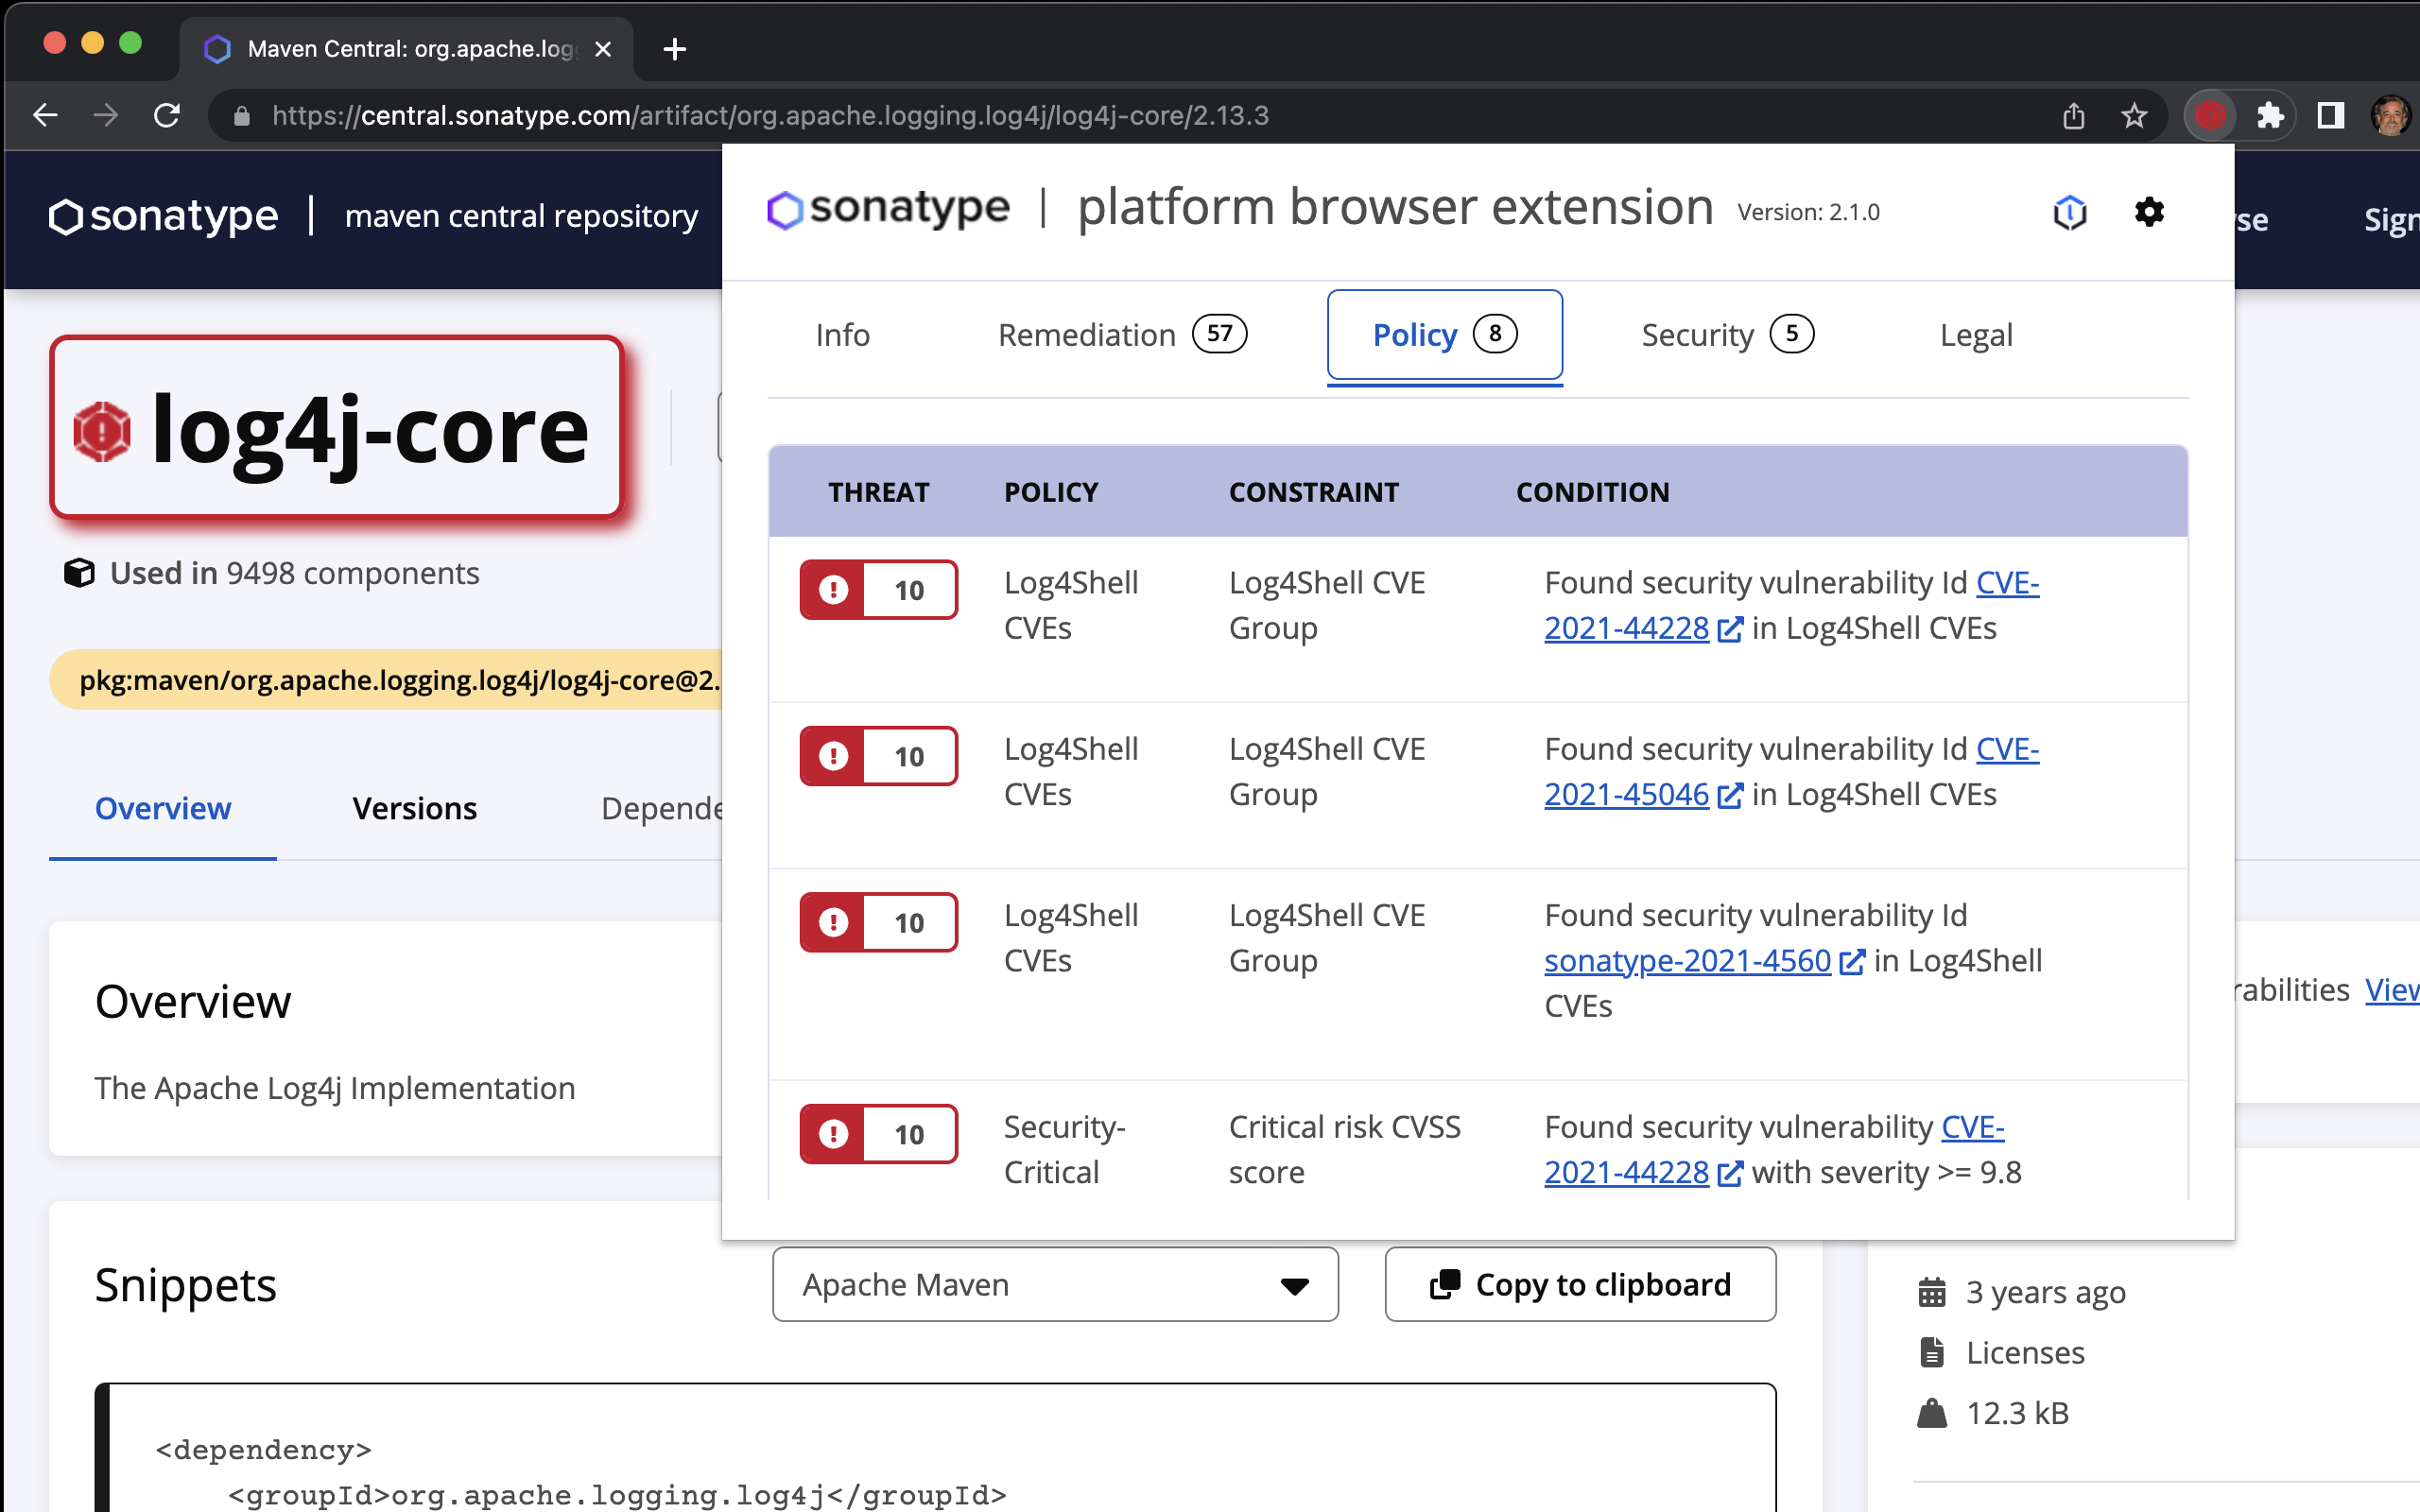 Maven Central: org.apache.log
https://central.sonatype.com/artifact/org.apache.logging.log4j/log4j-core/2.13.3
sonatype | maven central repository
Sign
sonatype | platform browser extension Version: 2.1.0
Info
Remediation 57
Policy 8
Security 5
Legal
THREAT POLICY CONSTRAINT CONDITION
10 Log4Shell CVEs Log4Shell CVE Group Found security vulnerability Id CVE-
2021-44228 in Log4Shell CVEs
10 Log4Shell CVEs Log4Shell CVE Group Found security vulnerability Id CVE-
2021-45046 in Log4Shell CVEs
10 Log4Shell CVEs Log4Shell CVE Group Found security vulnerability Id
sonatype-2021-4560 in Log4Shell
CVEs
10 Security-Critical Critical risk CVSS score Found security vulnerability CVE-
2021-44228 with severity >= 9.8
log4j-core
Used in 9498 components
pkg:maven/org.apache.logging.log4j/log4j-core@2.
Overview
Versions
Depende
Overview
The Apache Log4j Implementation
rabilities View
Snippets
Apache Maven
Copy to clipboard
<dependency>
<groupId>org.apache.logging.log4j</groupId>
3 years ago
Licenses
12.3 kB